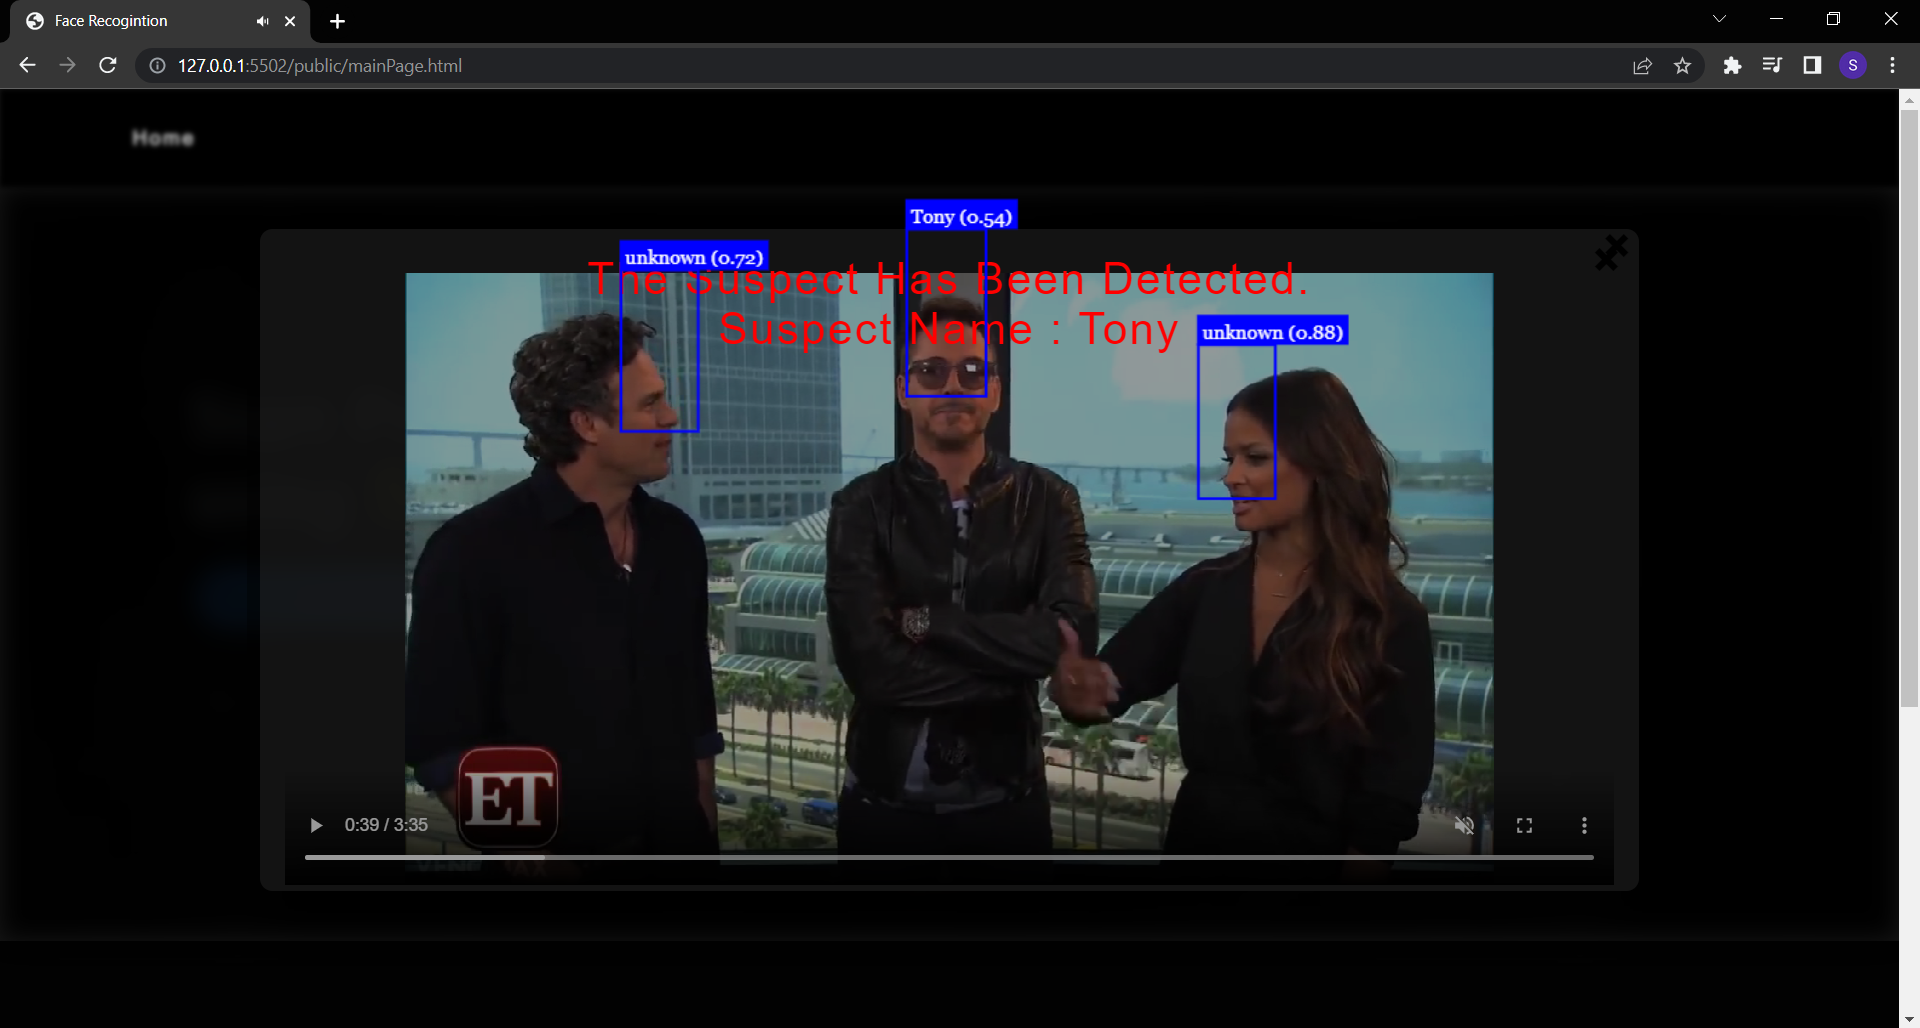 Face Recogintion
127.0.0.1:5502/public/mainPage.html
S
Home
Tony (0.54)
unknown (0.72)
The Suspect Has Been Detected.
Suspect Name : Tony
unknown (0.88)
ET
0:39 / 3:35